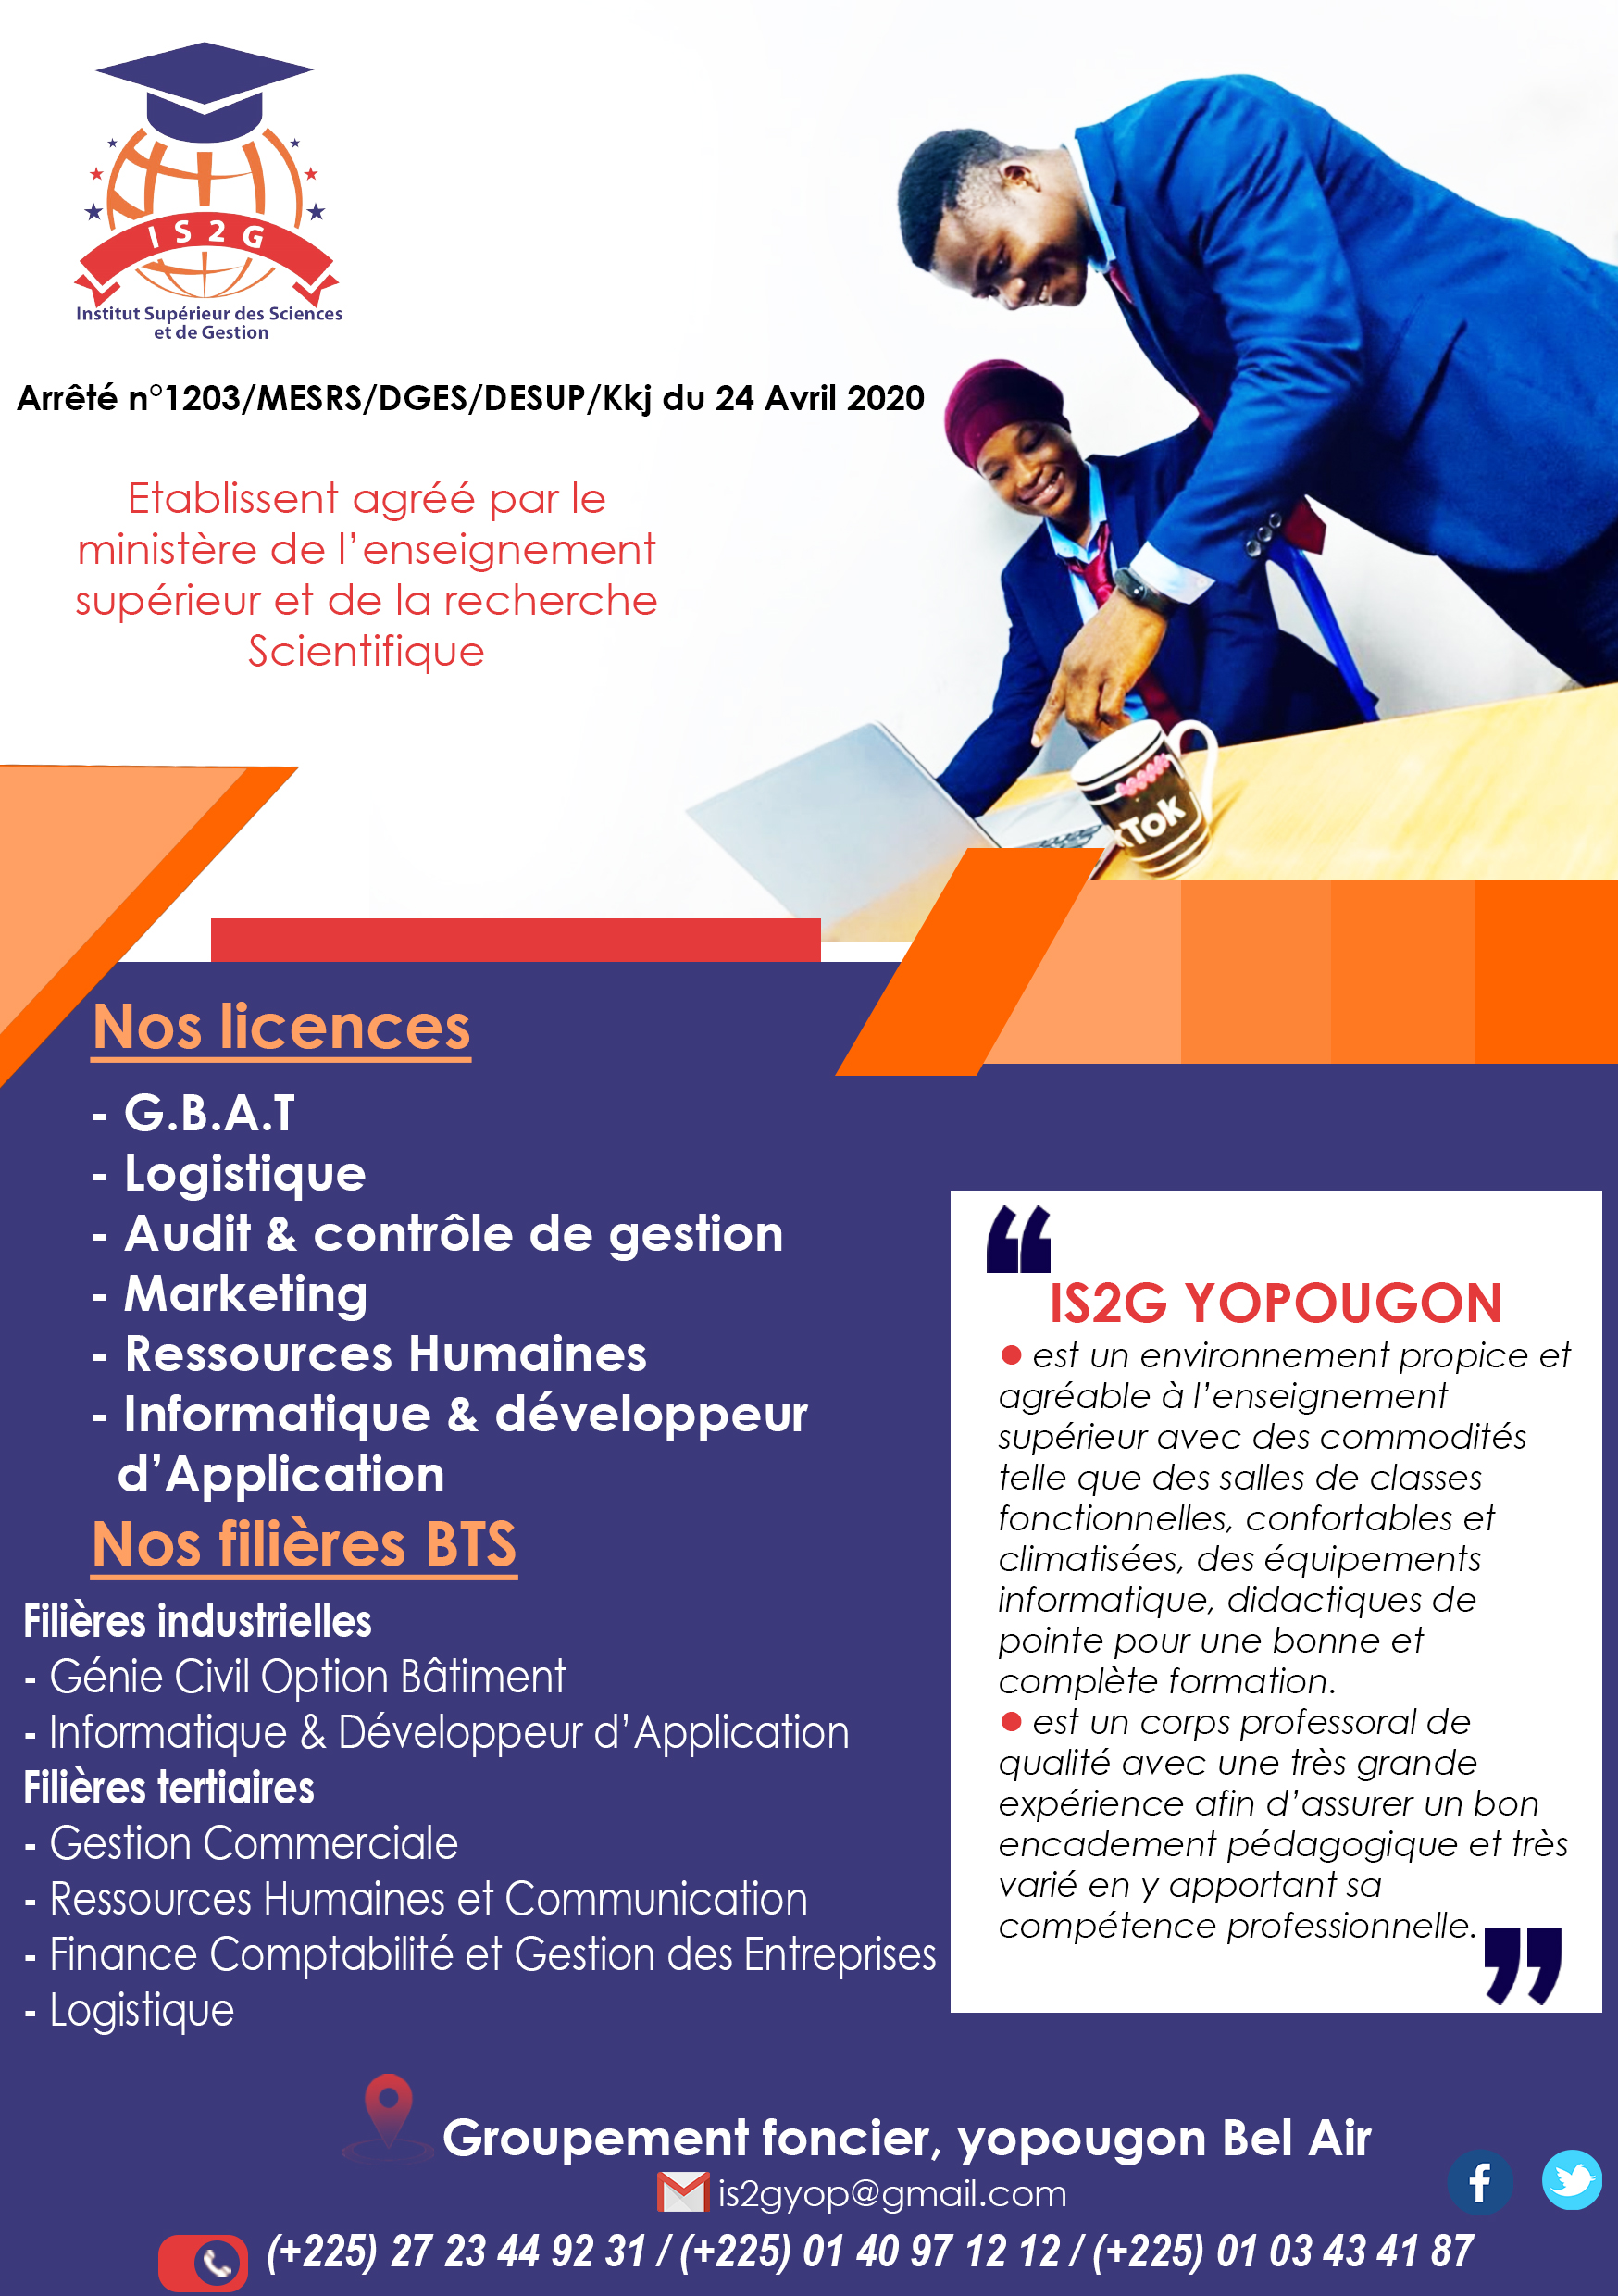 IS2G
Institut Supérieur des Sciences
et de Gestion
Arrêté n°1203/MESRS/DGES/DESUP/Kkj du 24 Avril 2020
Etablissent agréé par le
ministère de l'enseignement
supérieur et de la recherche
Scientifique
kTok
Nos licences
- G.B.A.T
- Logistique
- Audit & contrôle de gestion
- Marketing
- Ressources Humaines
- Informatique & développeur
d'Application
Nos filières BTS
Filières industrielles
- Génie Civil Option Bâtiment
- Informatique & Développeur d'Application
Filières tertiaires
- Gestion Commerciale
- Ressources Humaines et Communication
- Finance Comptabilité et Gestion des Entreprises
- Logistique
❝
IS2G YOPOUGON
● est un environnement propice et
agréable à l'enseignement
supérieur avec des commodités
telle que des salles de classes
fonctionnelles, confortables et
climatisées, des équipements
informatique, didactiques de
pointe pour une bonne et
complète formation.
● est un corps professoral de
qualité avec une très grande
expérience afin d'assurer un bon
encadement pédagogique et très
varié en y apportant sa
compétence professionnelle. ❞
Groupement foncier, yopougon Bel Air
is2gyop@gmail.com
(+225) 27 23 44 92 31 / (+225) 01 40 97 12 12 / (+225) 01 03 43 41 87